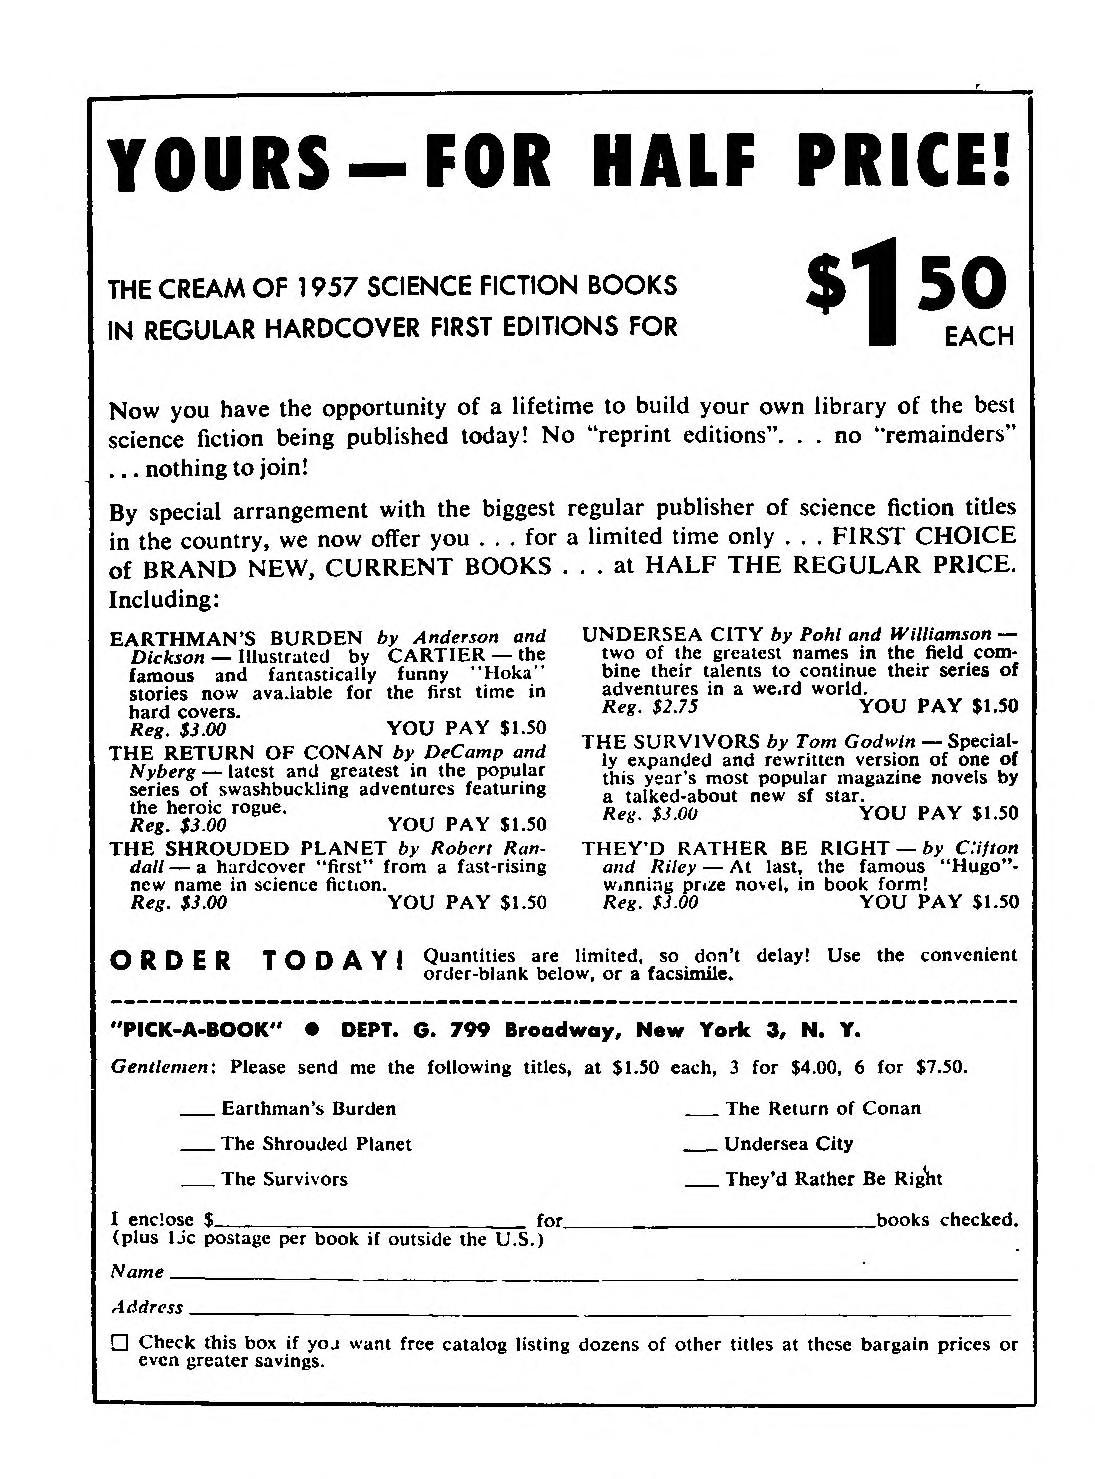 YOURS — FOR HALF PRICE!
THE CREAM OF 1957 SCIENCE FICTION BOOKS
IN REGULAR HARDCOVER FIRST EDITIONS FOR
$1 50
EACH
Now you have the opportunity of a lifetime to build your own library of the best
science fiction being published today! No "reprint editions". . . no "remainders"
. . . nothing to join!
By special arrangement with the biggest regular publisher of science fiction titles
in the country, we now offer you . . . for a limited time only . . . FIRST CHOICE
of BRAND NEW, CURRENT BOOKS . . . at HALF THE REGULAR PRICE.
Including:
EARTHMAN'S BURDEN by Anderson and
Dickson — Illustrated by CARTIER — the
famous and fantastically funny "Hoka"
stories now available for the first time in
hard covers.
Reg. $3.00 YOU PAY $1.50
THE RETURN OF CONAN by DeCamp and
Nyberg — latest and greatest in the popular
series of swashbuckling adventures featuring
the heroic rogue.
Reg. $3.00 YOU PAY $1.50
THE SHROUDED PLANET by Robert Ran-
dall — a hardcover "first" from a fast-rising
new name in science fiction.
Reg. $3.00 YOU PAY $1.50
UNDERSEA CITY by Pohl and Williamson —
two of the greatest names in the field com-
bine their talents to continue their series of
adventures in a weird world.
Reg. $2.75 YOU PAY $1.50
THE SURVIVORS by Tom Godwin — Special-
ly expanded and rewritten version of one of
this year's most popular magazine novels by
a talked-about new sf star.
Reg. $3.00 YOU PAY $1.50
THEY'D RATHER BE RIGHT — by Clifton
and Riley — At last, the famous "Hugo"-
winning prize novel, in book form!
Reg. $3.00 YOU PAY $1.50
ORDER TODAY! Quantities are limited, so don't delay! Use the convenient
order-blank below, or a facsimile.
"PICK-A-BOOK" ● DEPT. G. 799 Broadway, New York 3, N. Y.
Gentlemen: Please send me the following titles, at $1.50 each, 3 for $4.00, 6 for $7.50.
___ Earthman's Burden ___ The Return of Conan
___ The Shrouded Planet ___ Undersea City
___ The Survivors ___ They'd Rather Be Right
I enclose $___ for___books checked.
(plus 15c postage per book if outside the U.S.)
Name ___
Address ___
☐ Check this box if you want free catalog listing dozens of other titles at these bargain prices or
even greater savings.